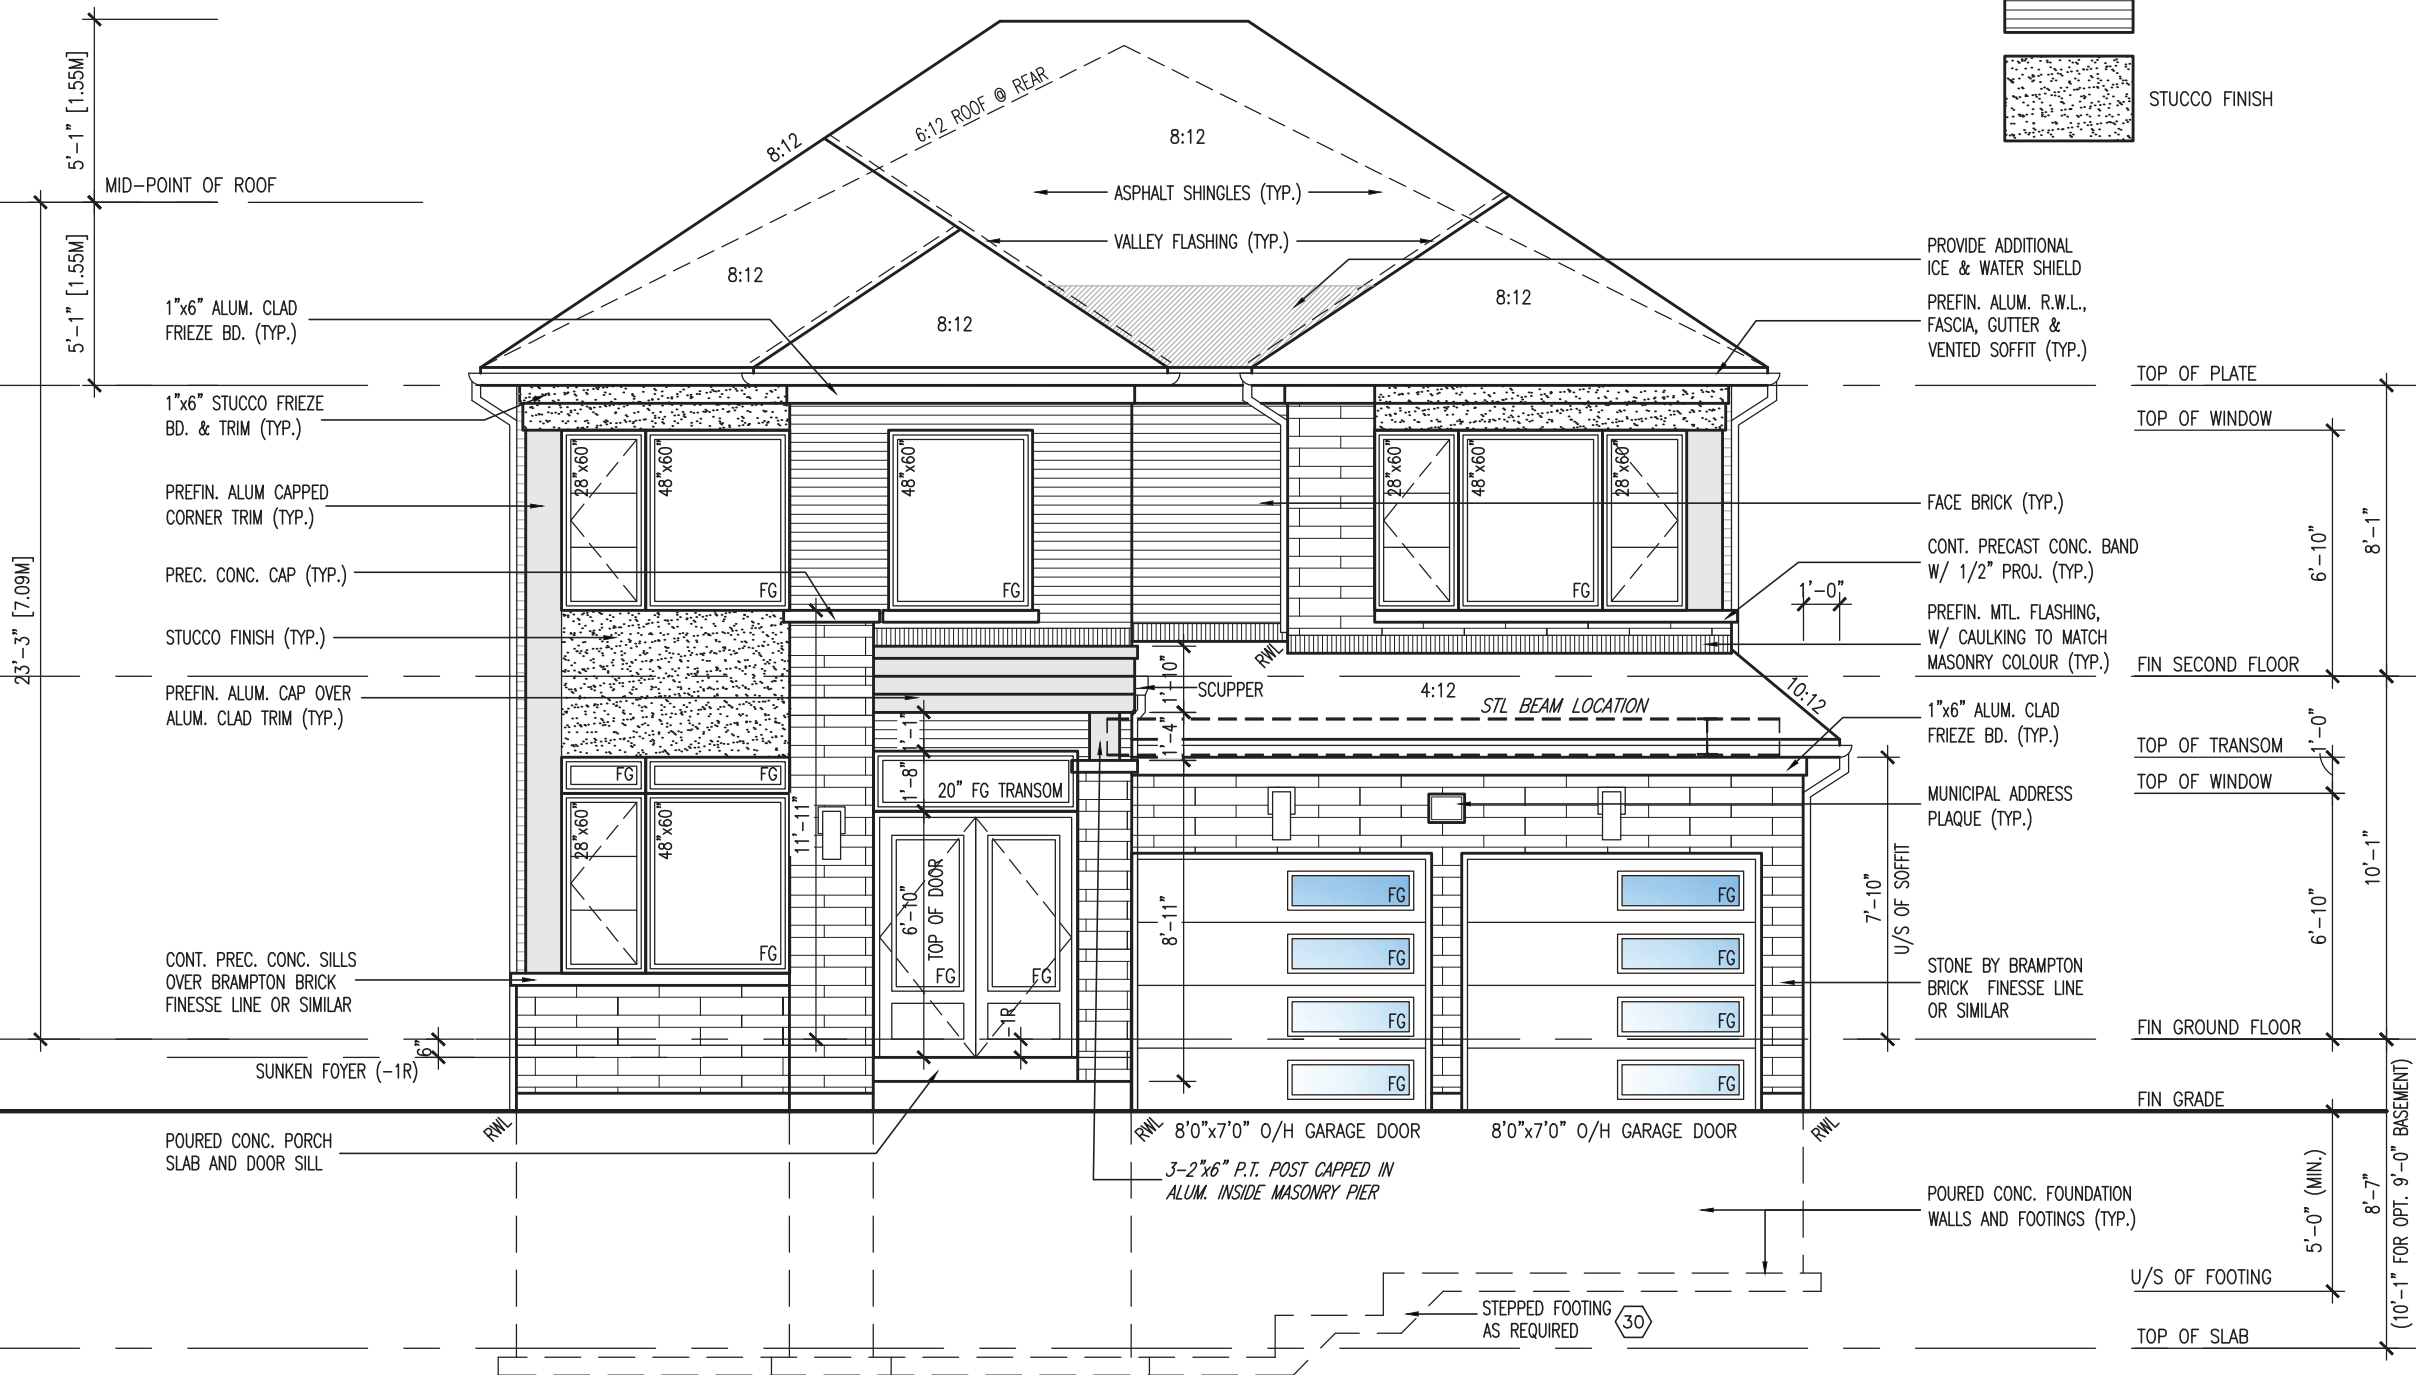 STUCCO FINISH
5'-1" [1.55M]
MID-POINT OF ROOF
5'-1" [1.55M]
23'-3" [7.09M]
6:12 ROOF @ REAR
8:12
8:12
ASPHALT SHINGLES (TYP.)
VALLEY FLASHING (TYP.)
8:12
8:12
8:12
1"x6" ALUM. CLAD
FRIEZE BD. (TYP.)
1"x6" STUCCO FRIEZE
BD. & TRIM (TYP.)
PREFIN. ALUM CAPPED
CORNER TRIM (TYP.)
PREC. CONC. CAP (TYP.)
STUCCO FINISH (TYP.)
PREFIN. ALUM. CAP OVER
ALUM. CLAD TRIM (TYP.)
CONT. PREC. CONC. SILLS
OVER BRAMPTON BRICK
FINESSE LINE OR SIMILAR
6"
SUNKEN FOYER (-1R)
POURED CONC. PORCH
SLAB AND DOOR SILL
28"x60"
48"x60"
FG
48"x60"
FG
28"x60"
48"x60"
FG
28"x60"
RWL
SCUPPER
4:12
STL BEAM LOCATION
10:12
1'-0"
1'-10"
1'-4"
8'-11"
1'-1"
1'-8"
6'-10"
TOP OF DOOR
11'-11"
20" FG TRANSOM
FG
FG
28"x60"
48"x60"
FG
FG
FG
-1R
FG
FG
FG
FG
FG
FG
FG
FG
7'-10"
U/S OF SOFFIT
RWL
RWL
8'0"x7'0" O/H GARAGE DOOR
8'0"x7'0" O/H GARAGE DOOR
RWL
3-2"x6" P.T. POST CAPPED IN
ALUM. INSIDE MASONRY PIER
STEPPED FOOTING
AS REQUIRED
30
PROVIDE ADDITIONAL
ICE & WATER SHIELD
PREFIN. ALUM. R.W.L.,
FASCIA, GUTTER &
VENTED SOFFIT (TYP.)
FACE BRICK (TYP.)
CONT. PRECAST CONC. BAND
W/ 1/2" PROJ. (TYP.)
PREFIN. MTL. FLASHING,
W/ CAULKING TO MATCH
MASONRY COLOUR (TYP.)
1"x6" ALUM. CLAD
FRIEZE BD. (TYP.)
MUNICIPAL ADDRESS
PLAQUE (TYP.)
STONE BY BRAMPTON
BRICK FINESSE LINE
OR SIMILAR
POURED CONC. FOUNDATION
WALLS AND FOOTINGS (TYP.)
TOP OF PLATE
TOP OF WINDOW
6'-10"
8'-1"
FIN SECOND FLOOR
1'-0"
TOP OF TRANSOM
TOP OF WINDOW
6'-10"
10'-1"
FIN GROUND FLOOR
FIN GRADE
5'-0" (MIN.)
8'-7"
(10'-1" FOR OPT. 9'-0" BASEMENT)
U/S OF FOOTING
TOP OF SLAB